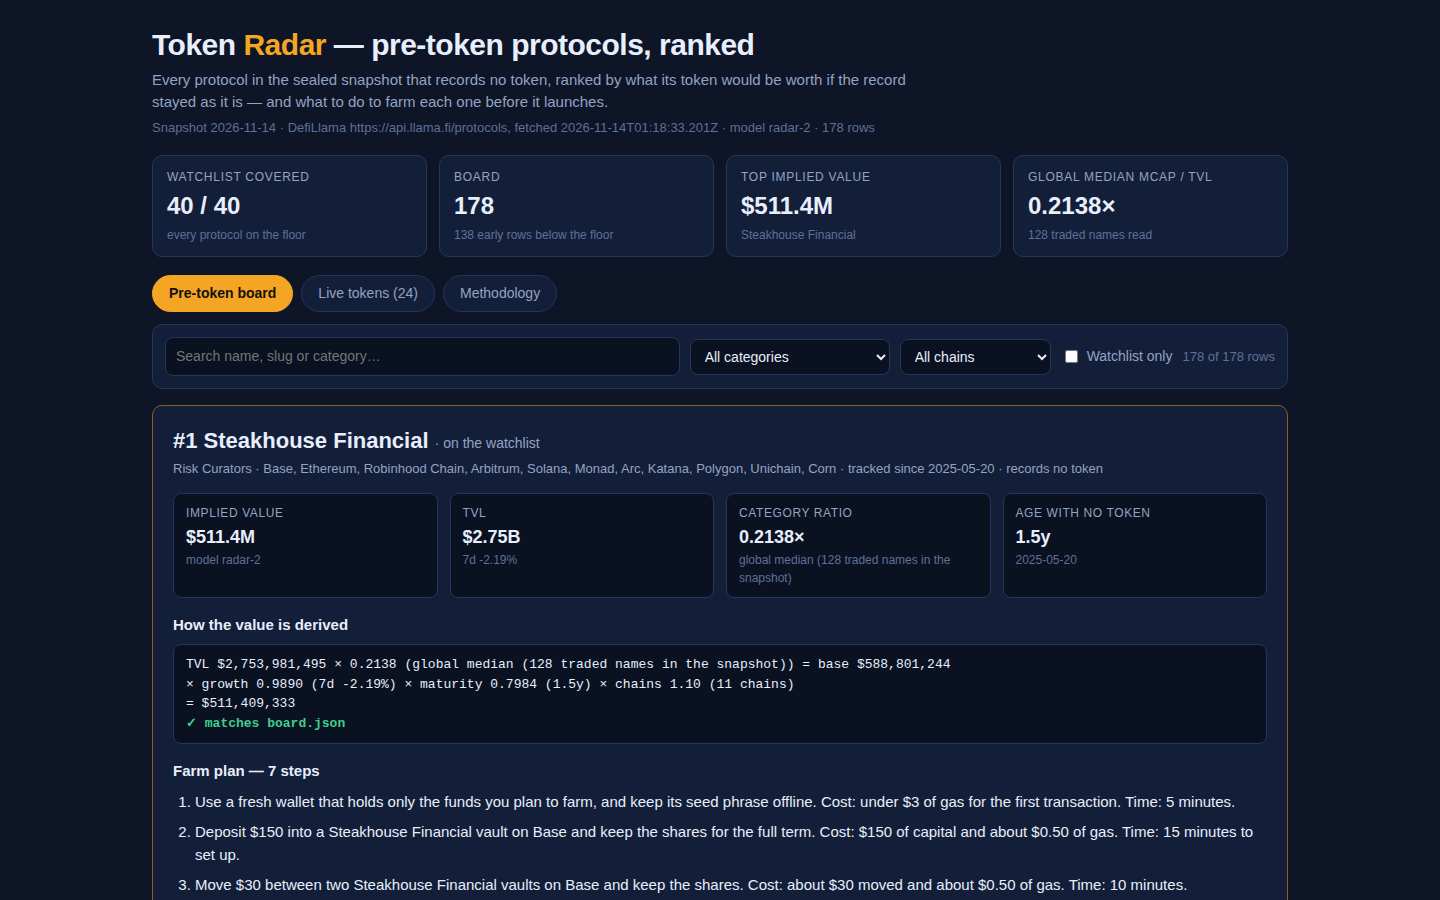 Token Radar — pre-token protocols, ranked
Every protocol in the sealed snapshot that records no token, ranked by what its token would be worth if the record
stayed as it is — and what to do to farm each one before it launches.
Snapshot 2026-11-14 · DefiLlama https://api.llama.fi/protocols, fetched 2026-11-14T01:18:33.201Z · model radar-2 · 178 rows
WATCHLIST COVERED
40 / 40
every protocol on the floor
BOARD
178
138 early rows below the floor
TOP IMPLIED VALUE
$511.4M
Steakhouse Financial
GLOBAL MEDIAN MCAP / TVL
0.2138×
128 traded names read
Pre-token board
Live tokens (24)
Methodology
Search name, slug or category…
All categories
All chains
Watchlist only
178 of 178 rows
#1 Steakhouse Financial · on the watchlist
Risk Curators · Base, Ethereum, Robinhood Chain, Arbitrum, Solana, Monad, Arc, Katana, Polygon, Unichain, Corn · tracked since 2025-05-20 · records no token
IMPLIED VALUE
$511.4M
model radar-2
TVL
$2.75B
7d -2.19%
CATEGORY RATIO
0.2138×
global median (128 traded names in the
snapshot)
AGE WITH NO TOKEN
1.5y
2025-05-20
How the value is derived
TVL $2,753,981,495 × 0.2138 (global median (128 traded names in the snapshot)) = base $588,801,244
× growth 0.9890 (7d -2.19%) × maturity 0.7984 (1.5y) × chains 1.10 (11 chains)
= $511,409,333
✓ matches board.json
Farm plan — 7 steps
1. Use a fresh wallet that holds only the funds you plan to farm, and keep its seed phrase offline. Cost: under $3 of gas for the first transaction. Time: 5 minutes.
2. Deposit $150 into a Steakhouse Financial vault on Base and keep the shares for the full term. Cost: $150 of capital and about $0.50 of gas. Time: 15 minutes to
set up.
3. Move $30 between two Steakhouse Financial vaults on Base and keep the shares. Cost: about $30 moved and about $0.50 of gas. Time: 10 minutes.